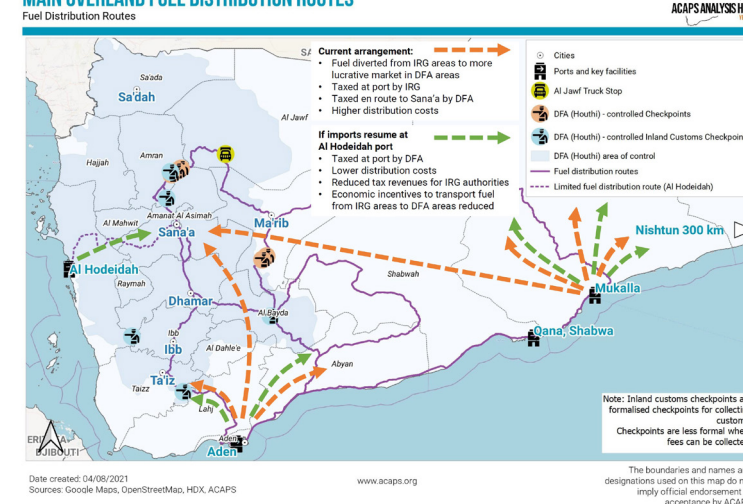 MAIN OVERLAND FUEL DISTRIBUTION ROUTES
Fuel Distribution Routes
ACAPS ANALYSIS H
Current arrangement:
• Fuel diverted from IRG areas to more
lucrative market in DFA areas
• Taxed at port by IRG
• Taxed en route to Sana'a by DFA
• Higher distribution costs
If imports resume at
Al Hodeidah port
• Taxed at port by DFA
• Lower distribution costs
• Reduced tax revenues for IRG authorities
• Economic incentives to transport fuel
from IRG areas to DFA areas reduced
Cities
Ports and key facilities
Al Jawf Truck Stop
DFA (Houthi) - controlled Checkpoints
DFA (Houthi) - controlled Inland Customs Checkpoin
DFA (Houthi) area of control
Fuel distribution routes
Limited fuel distribution route (Al Hodeidah)
SA
Sa'ada
Sa'dah
Al Jawf
Amran
Hajjah
Al Mahwit
Amanat Al Asimah
Sana'a
Ma'rib
Nishtun 300 km
Al Hodeidah
Raymah
Shabwah
Mukalla
Dhamar
Al Bayda
Qana, Shabwa
Ibb
Ibb
Al Dahle'e
Abyan
Ta'iz
Taizz
Lahj
Aden
Aden
DJIBOUTI
Note: Inland customs checkpoints a
formalised checkpoints for collecti
custom
Checkpoints are less formal whe
fees can be collecte
Date created: 04/08/2021
Sources: Google Maps, OpenStreetMap, HDX, ACAPS
www.acaps.org
The boundaries and names a
designations used on this map do n
imply official endorsement
acceptance by ACAP